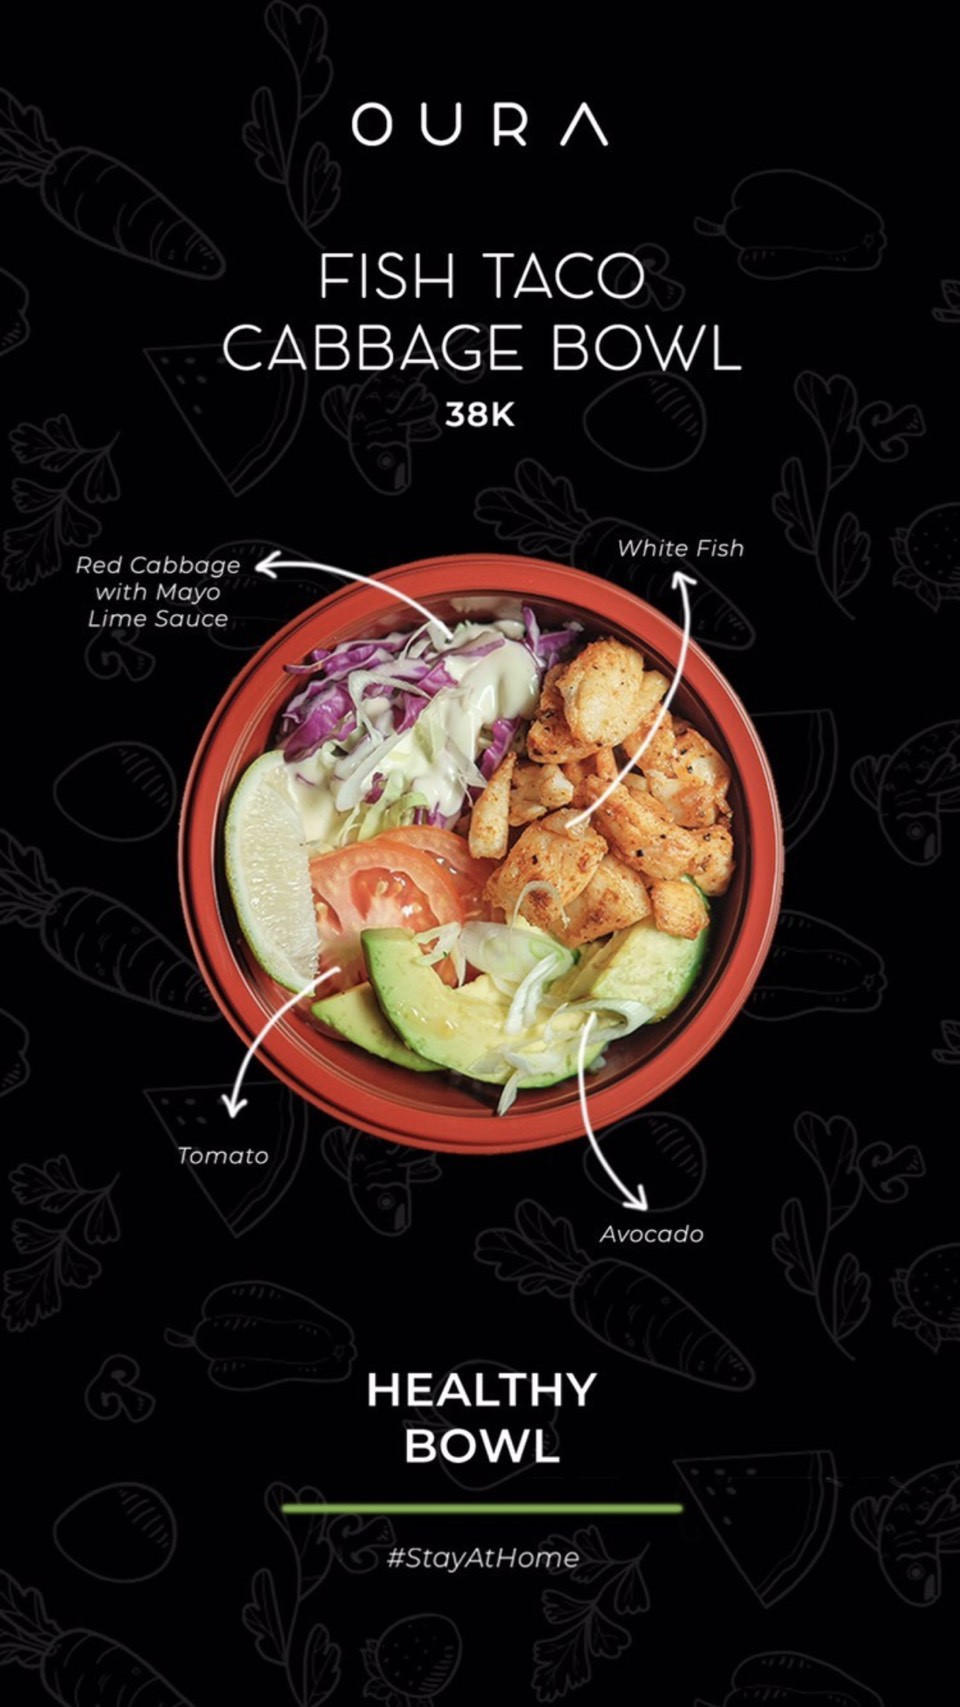 OURA
FISH TACO
CABBAGE BOWL
38K
White Fish
Red Cabbage
with Mayo
Lime Sauce
Tomato
Avocado
HEALTHY
BOWL
#StayAtHome